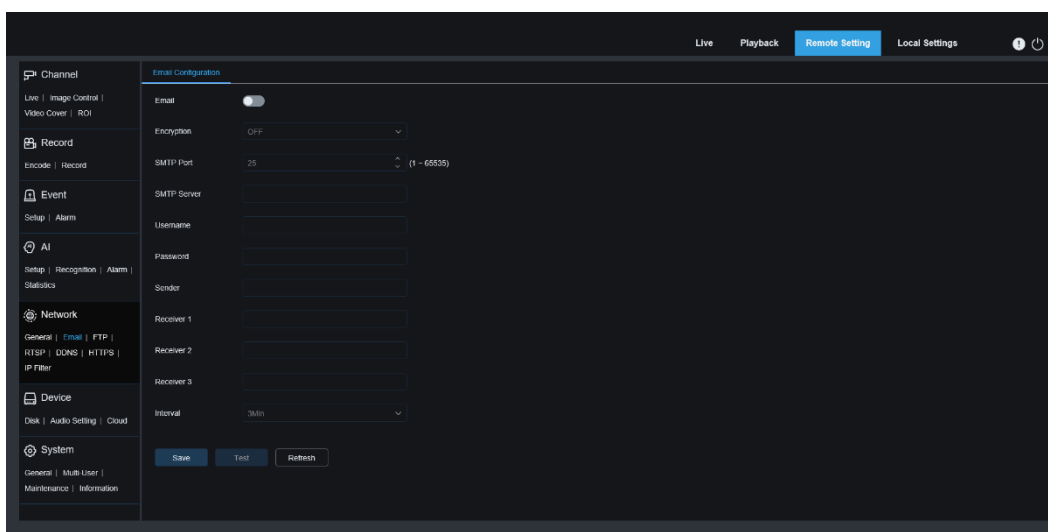 Live Playback Remote Setting Local Settings
Channel
Live | Image Control |
Video Cover | ROI
Record
Encode | Record
Event
Setup | Alarm
AI
Setup | Recognition | Alarm |
Statistics
Network
General | Email | FTP |
RTSP | DDNS | HTTPS |
IP Filter
Device
Disk | Audio Setting | Cloud
System
General | Multi-User |
Maintenance | Information
Email Configuration
Email
Encryption OFF
SMTP Port 25 (1 ~ 65535)
SMTP Server
Username
Password
Sender
Receiver 1
Receiver 2
Receiver 3
Interval 3Min
Save Test Refresh